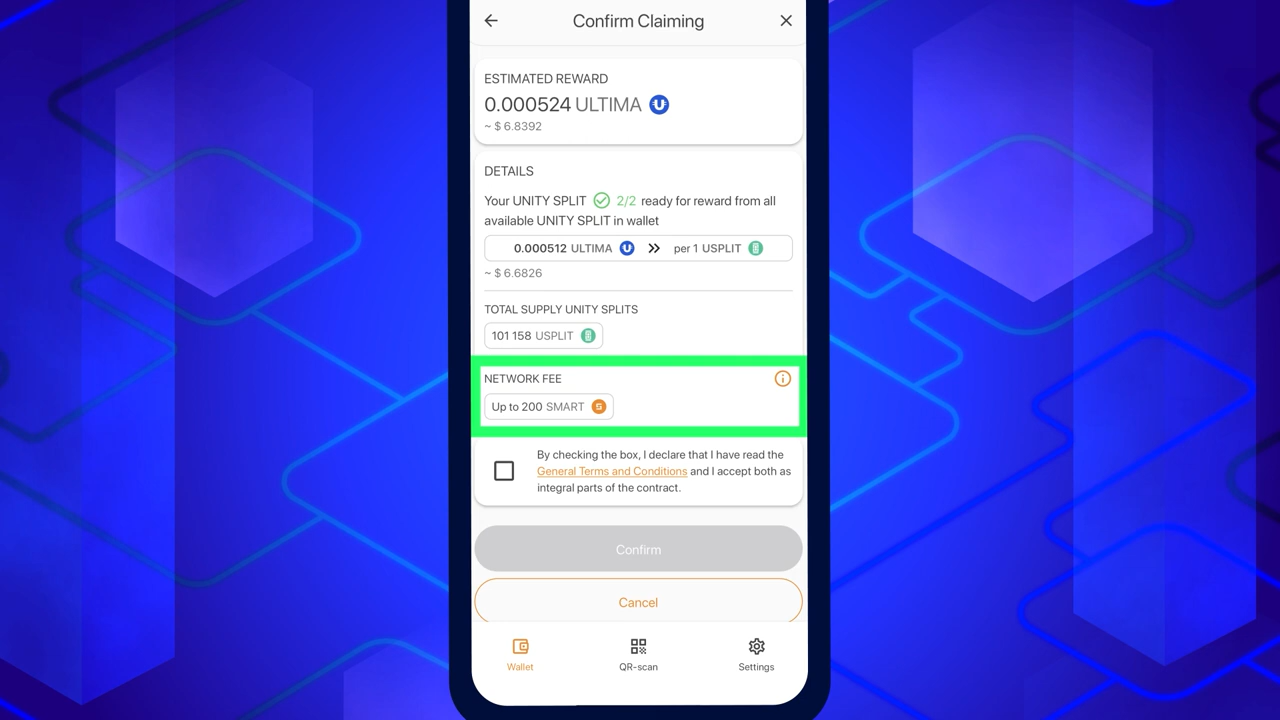 Confirm Claiming
ESTIMATED REWARD
0.000524 ULTIMA
~ $ 6.8392
DETAILS
Your UNITY SPLIT 2/2 ready for reward from all
available UNITY SPLIT in wallet
0.000512 ULTIMA >> per 1 USPLIT
~ $ 6.6826
TOTAL SUPPLY UNITY SPLITS
101 158 USPLIT
NETWORK FEE
Up to 200 SMART
By checking the box, I declare that I have read the
General Terms and Conditions and I accept both as
integral parts of the contract.
Confirm
Cancel
Wallet QR-scan Settings